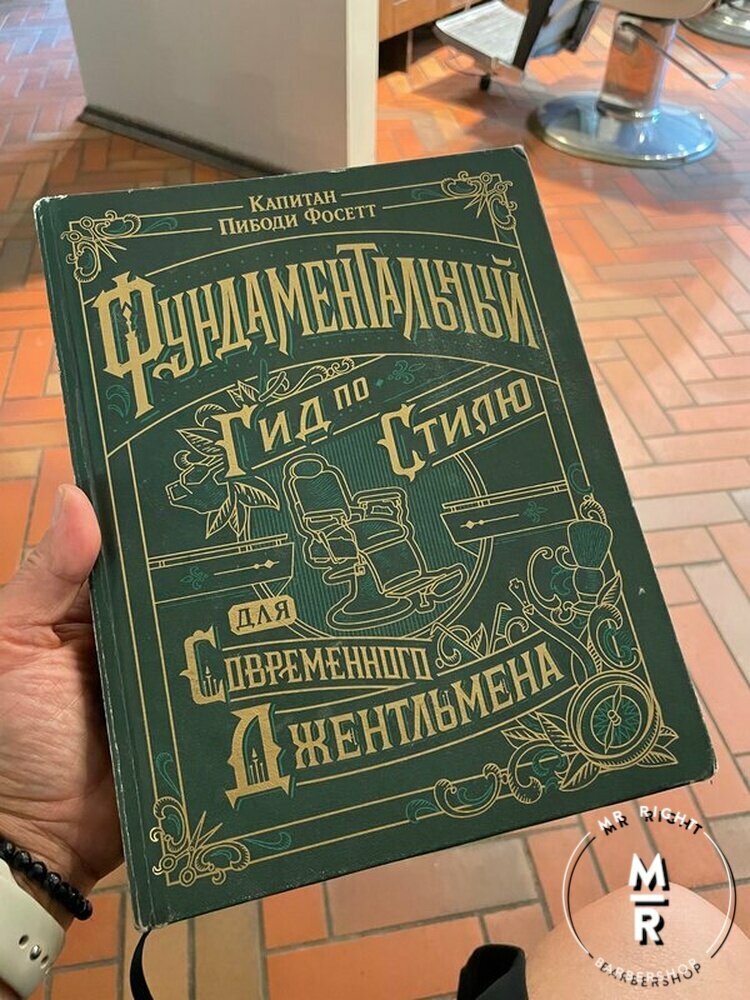 Капитан
Пибоди Фосетт
Фундаментальный
Гид по Стилю
для
Современного
Джентльмена
MR RIGHT
M
R
BARBERSHOP